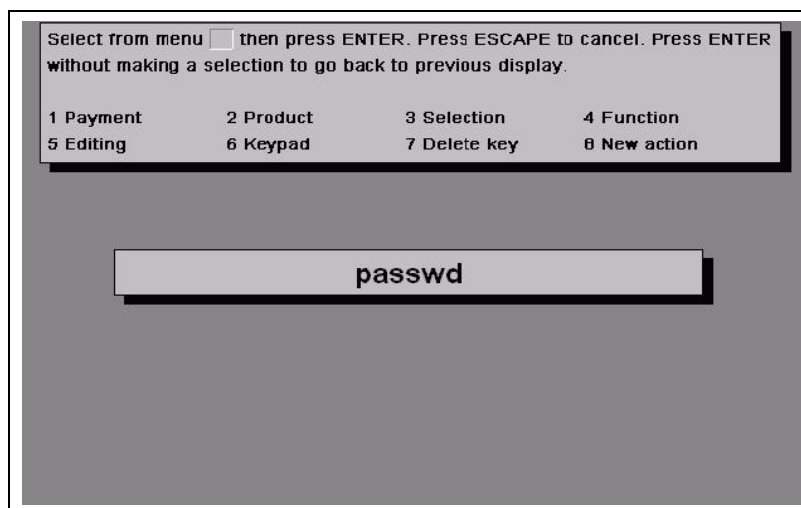 Select from menu then press ENTER. Press ESCAPE to cancel. Press ENTER
without making a selection to go back to previous display.
1 Payment 2 Product 3 Selection 4 Function
5 Editing 6 Keypad 7 Delete key 8 New action
passwd